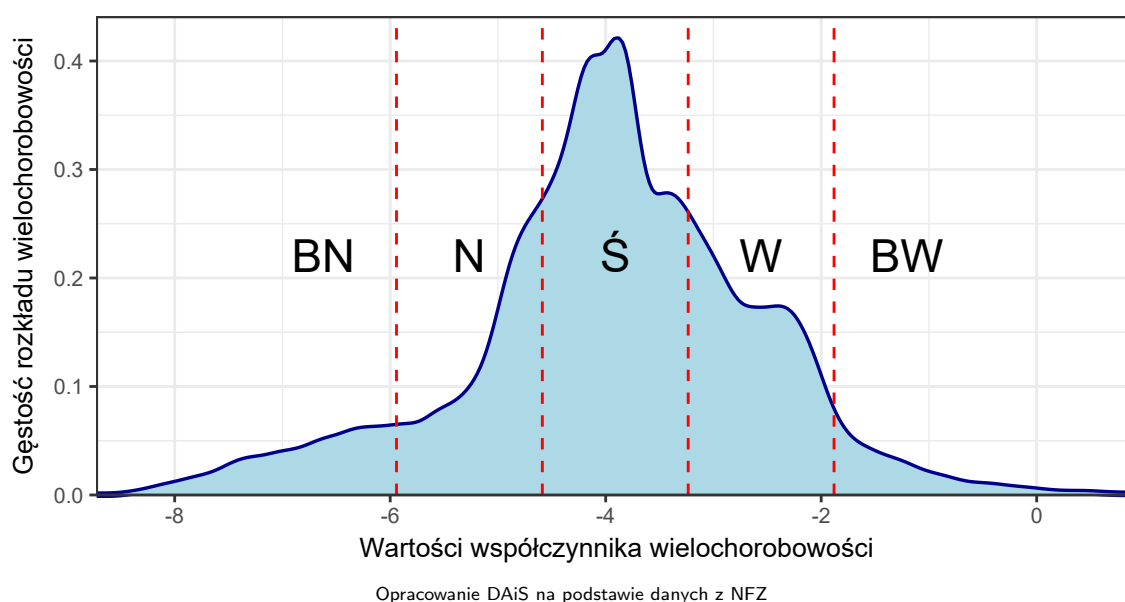 Gęstość rozkładu wielochorobowości
0.4
0.3
0.2
0.1
0.0
BN N Ś W BW
-8 -6 -4 -2 0
Wartości współczynnika wielochorobowości
Opracowanie DAiS na podstawie danych z NFZ